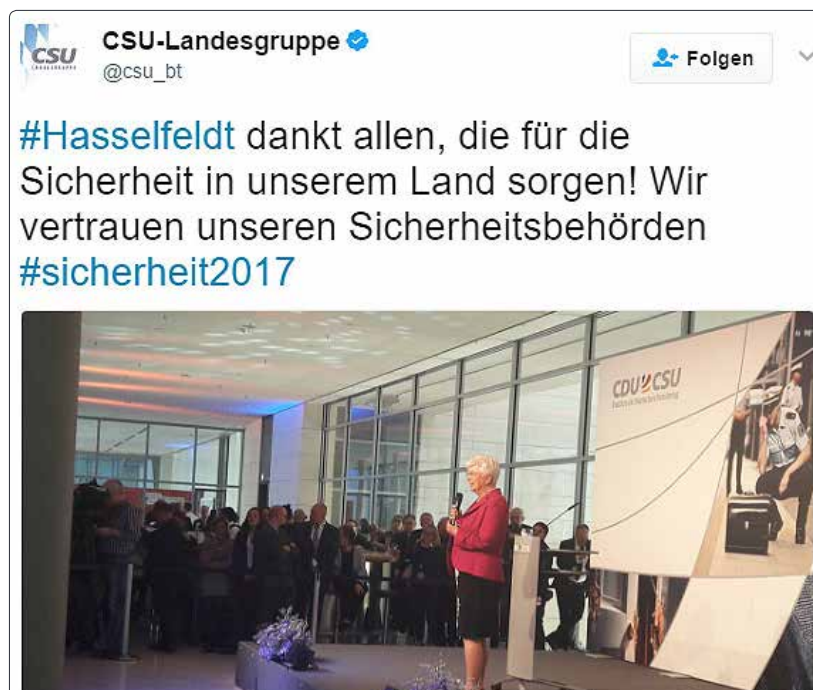 CSU
CSU-Landesgruppe
@csu_bt
Folgen
#Hasselfeldt dankt allen, die für die
Sicherheit in unserem Land sorgen! Wir
vertrauen unseren Sicherheitsbehörden
#sicherheit2017
CDU CSU